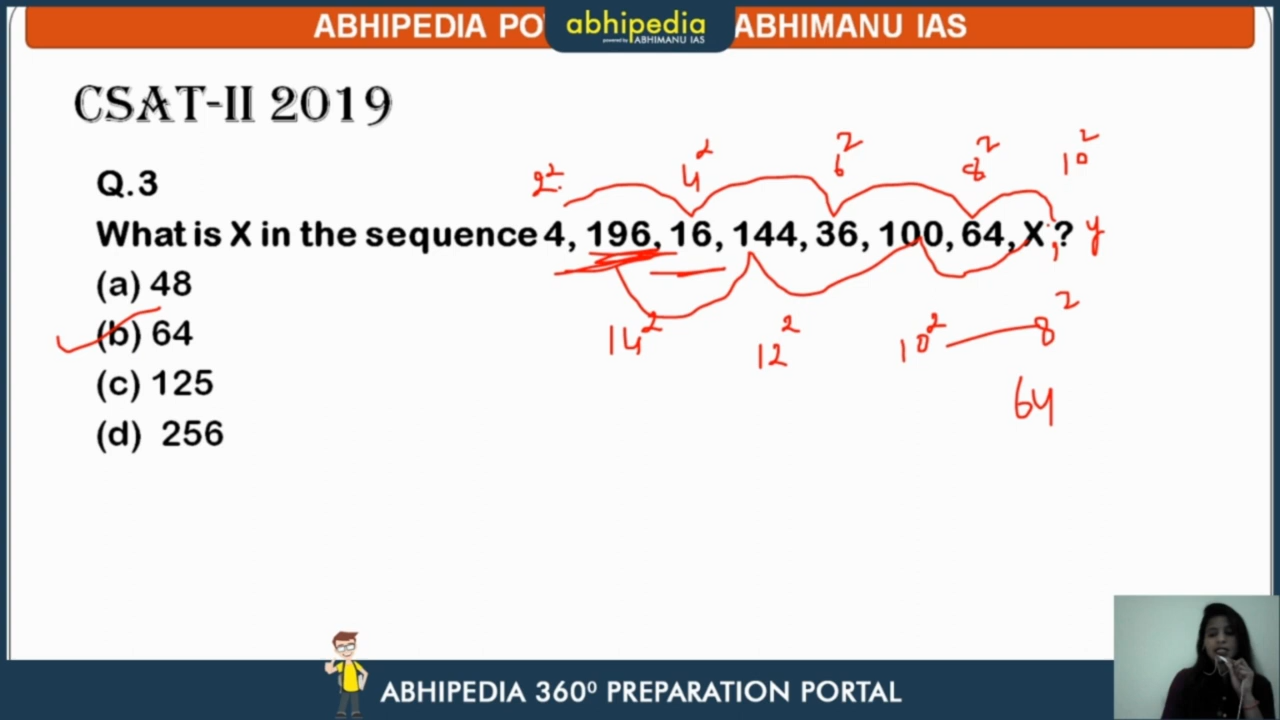 ABHIPEDIA PO
abhipedia
powered by ABHIMANU IAS
ABHIMANU IAS
CSAT-II 2019
2² 4² 6² 8² 10²
Q.3
What is X in the sequence 4, 196, 16, 144, 36, 100, 64, X, ? y
(a) 48
(b) 64
(c) 125
(d) 256
14² 12² 10² 8²
64
ABHIPEDIA 360⁰ PREPARATION PORTAL